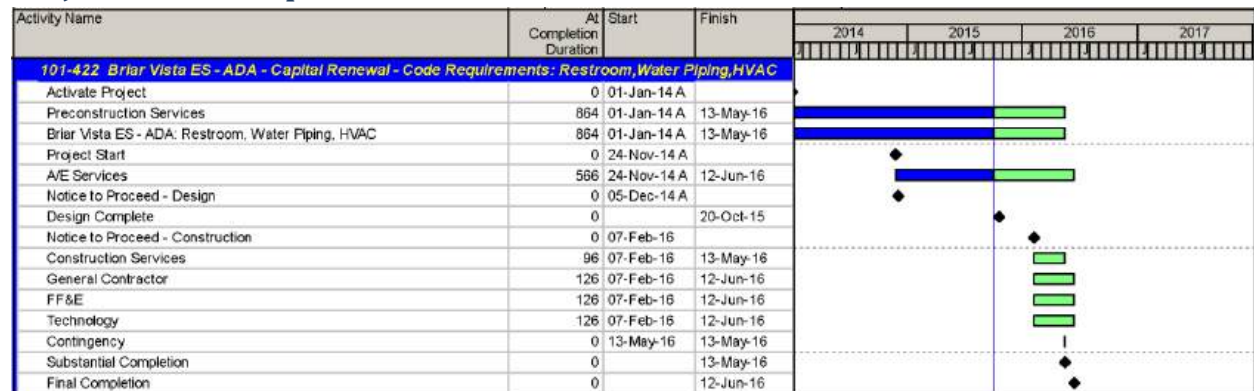 Activity Name At Completion Duration Start Finish 2014 2015 2016 2017
101-422 Briar Vista ES - ADA - Capital Renewal - Code Requirements: Restroom,Water Piping,HVAC
Activate Project 0 01-Jan-14 A
Preconstruction Services 864 01-Jan-14 A 13-May-16
Briar Vista ES - ADA: Restroom, Water Piping, HVAC 864 01-Jan-14 A 13-May-16
Project Start 0 24-Nov-14 A
A/E Services 566 24-Nov-14 A 12-Jun-16
Notice to Proceed - Design 0 05-Dec-14 A
Design Complete 0 20-Oct-15
Notice to Proceed - Construction 0 07-Feb-16
Construction Services 96 07-Feb-16 13-May-16
General Contractor 126 07-Feb-16 12-Jun-16
FF&E 126 07-Feb-16 12-Jun-16
Technology 126 07-Feb-16 12-Jun-16
Contingency 0 13-May-16 13-May-16
Substantial Completion 0 13-May-16
Final Completion 0 12-Jun-16